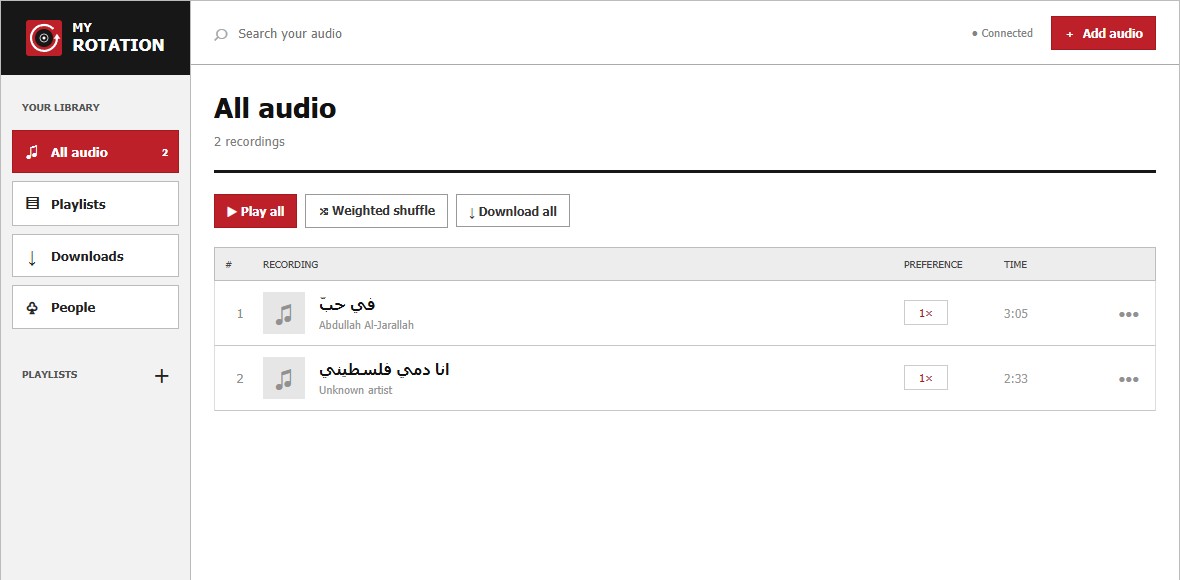 MY
ROTATION
Search your audio
● Connected
+ Add audio
YOUR LIBRARY
All audio 2
Playlists
Downloads
People
PLAYLISTS +
All audio
2 recordings
Play all
Weighted shuffle
↓ Download all
# RECORDING PREFERENCE TIME
1 في حبّ 1× 3:05 •••
Abdullah Al-Jarallah
2 انا دمي فلسطيني 1× 2:33 •••
Unknown artist